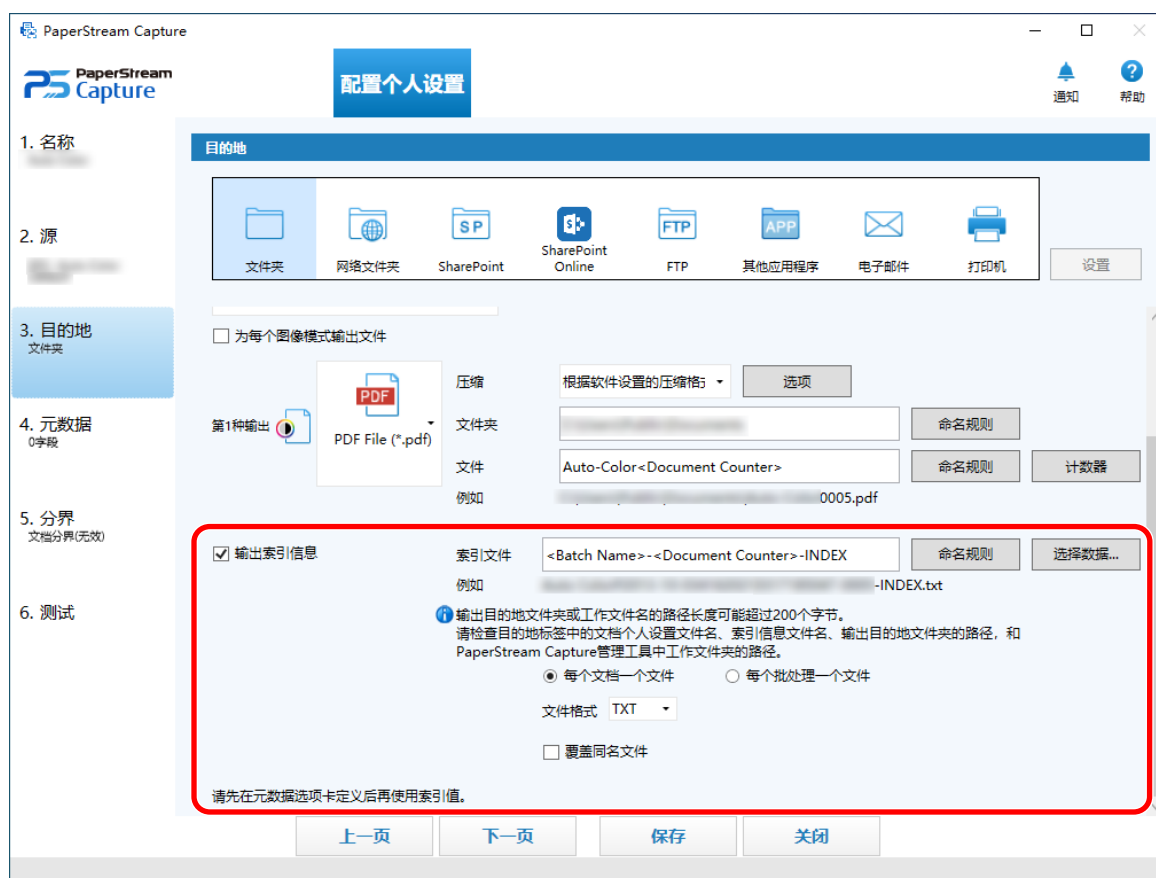 PaperStream Capture
PaperStream
Capture
配置个人设置
通知
帮助
1. 名称
2. 源
3. 目的地
文件夹
4. 元数据
0字段
5. 分界
文档分界(无效)
6. 测试
目的地
文件夹
网络文件夹
SP
SharePoint
SharePoint
Online
FTP
FTP
APP
其他应用程序
电子邮件
打印机
设置
为每个图像模式输出文件
第1种输出
PDF
PDF File (*.pdf)
压缩
根据软件设置的压缩格
选项
文件夹
命名规则
文件
Auto-Color<Document Counter>
命名规则
计数器
例如
0005.pdf
输出索引信息
索引文件
<Batch Name>-<Document Counter>-INDEX
命名规则
选择数据...
例如
-INDEX.txt
输出目的地文件夹或工作文件名的路径长度可能超过200个字节。
请检查目的地标签中的文档个人设置文件名、索引信息文件名、输出目的地文件夹的路径，和
PaperStream Capture管理工具中工作文件夹的路径。
每个文档一个文件
每个批处理一个文件
文件格式
TXT
覆盖同名文件
请先在元数据选项卡定义后再使用索引值。
上一页
下一页
保存
关闭